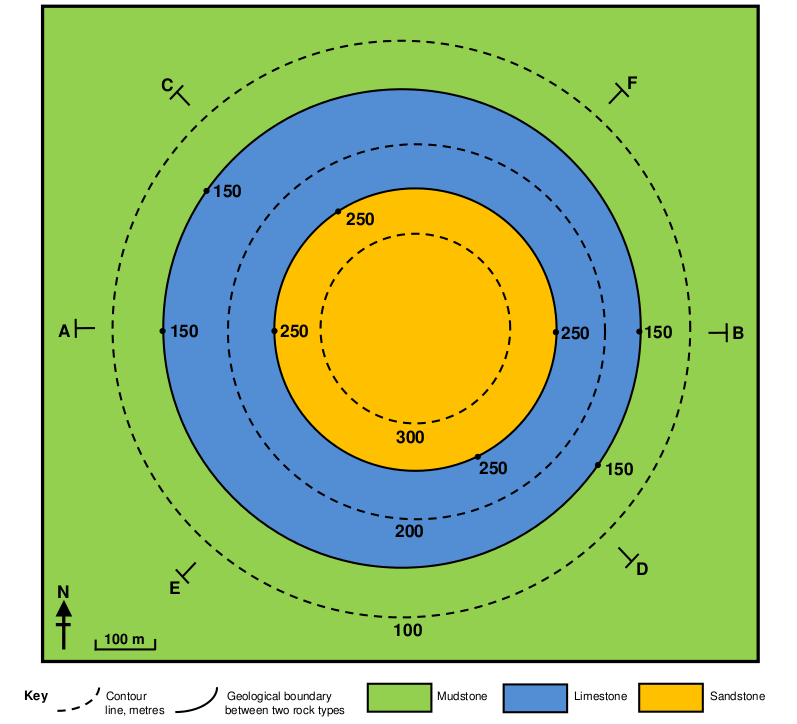 C
F
150
250
A
150
250
250
150
B
300
250
150
200
E
D
N
100 m
100
Key
Contour
line, metres
Geological boundary
between two rock types
Mudstone
Limestone
Sandstone